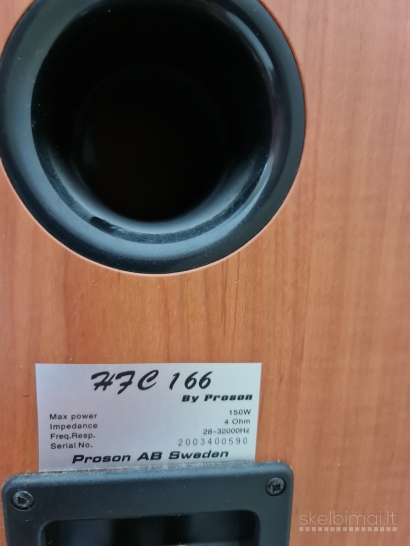 HFC 166
By Proson
Max power 150W
Impedance 4 Ohm
Freq.Resp. 28-32000Hz
Serial No. 2003400590
Proson AB Sweden
skelbimai.lt